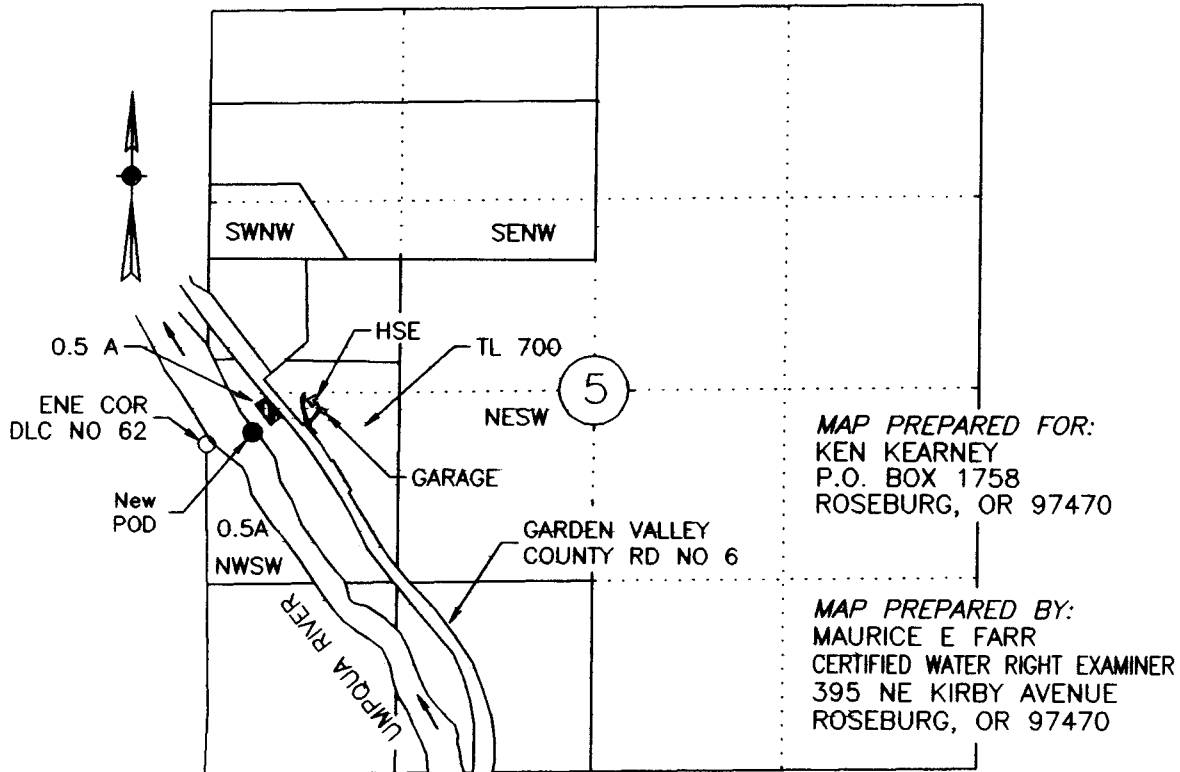 SWNW
SENW
0.5 A
HSE
TL 700
ENE COR
DLC NO 62
NESW
5
GARAGE
New
POD
0.5A
NWSW
GARDEN VALLEY
COUNTY RD NO 6
UMPQUA RIVER
MAP PREPARED FOR:
KEN KEARNEY
P.O. BOX 1758
ROSEBURG, OR 97470
MAP PREPARED BY:
MAURICE E FARR
CERTIFIED WATER RIGHT EXAMINER
395 NE KIRBY AVENUE
ROSEBURG, OR 97470